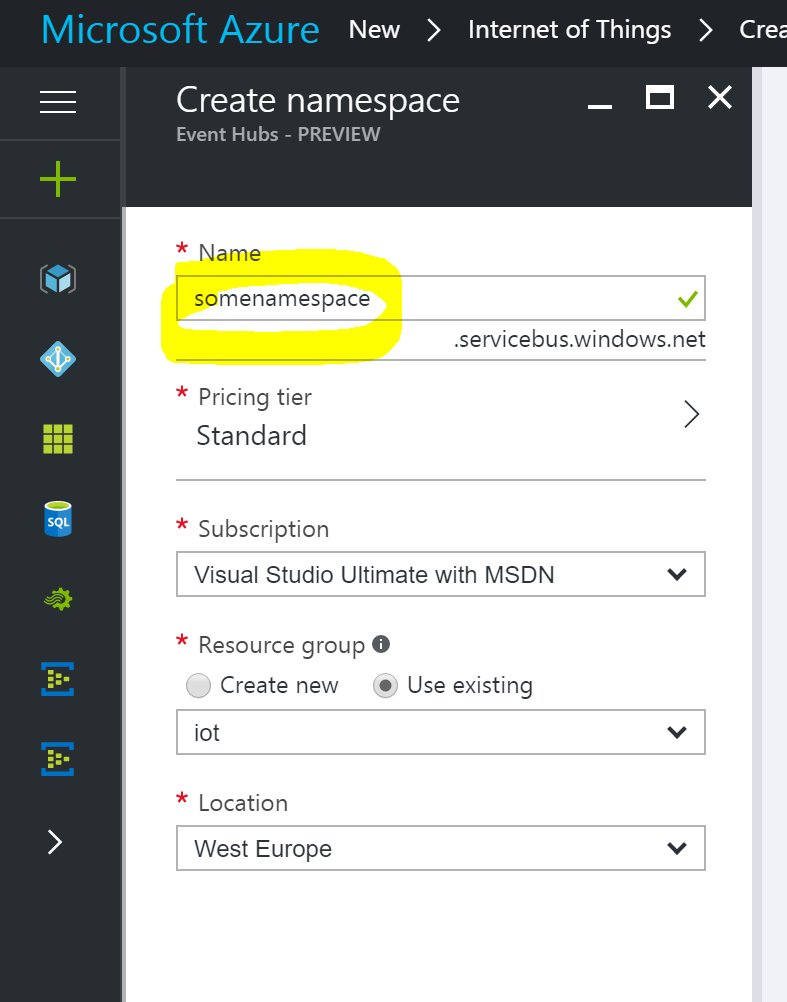 Microsoft Azure New > Internet of Things > Crea
Create namespace
Event Hubs - PREVIEW
* Name
somenamespace
.servicebus.windows.net
* Pricing tier
Standard
* Subscription
Visual Studio Ultimate with MSDN
* Resource group
Create new Use existing
iot
* Location
West Europe
SQL